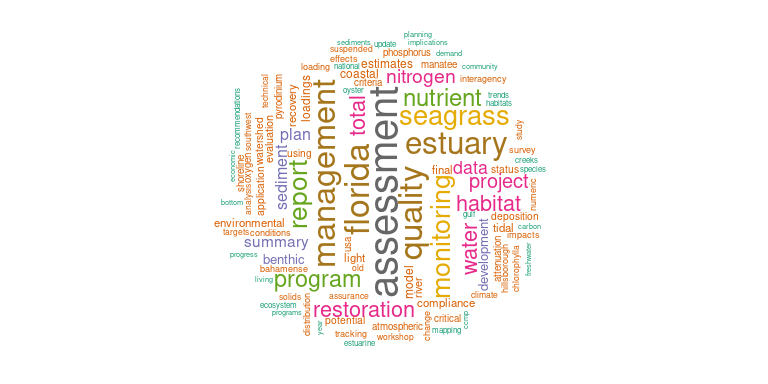 planning
sediments
update
implications
suspended
phosphorus
demand
effects
loading
national
estimates
manatee
community
coastal
criteria
nitrogen
interagency
technical
pyrodinium
recovery
loadings
oyster
total
nutrient
trends
habitats
seagrass
recommendations
southwest
watershed
evaluation
plan
management
assessment
estuary
study
using
survey
creeks
economic
shoreline
oxygen
analysis
application
sediment
report
florida
quality
monitoring
final
data
status
species
project
numeric
bottom
habitat
environmental
targets
conditions
summary
gulf
deposition
carbon
tidal
impacts
water
development
attenuation
hillsborough
chlorophylla
freshwater
progress
benthic
bahamense
usa
light
old
living
program
model
river
climate
solids
assurance
compliance
ecosystem
programs
distribution
restoration
year
potential
atmospheric
change
critical
ccmp
mapping
tracking
workshop
estuarine